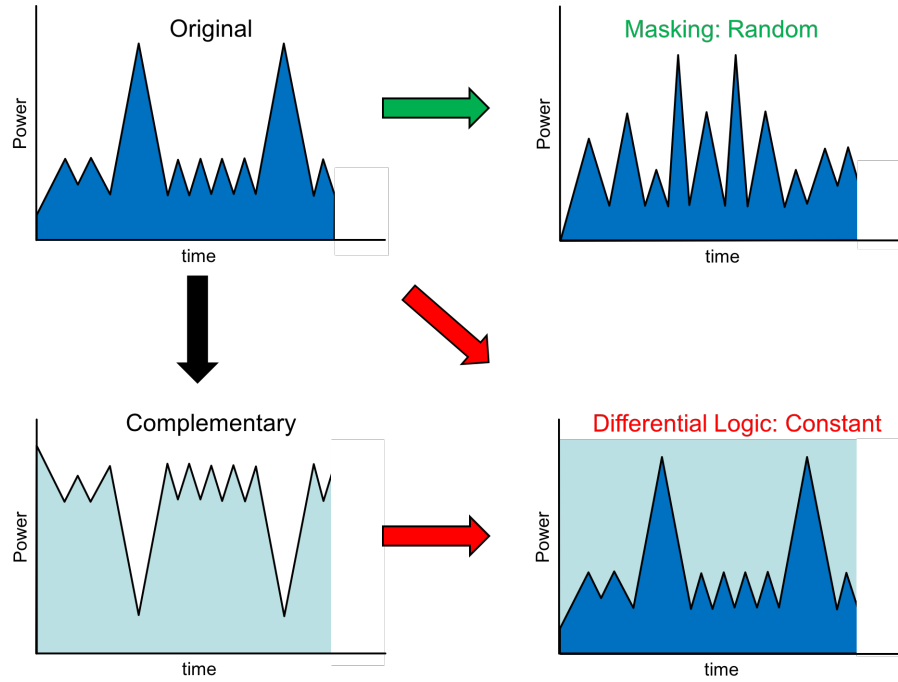 Original
Power
time
Masking: Random
Power
time
Complementary
Power
time
Differential Logic: Constant
Power
time